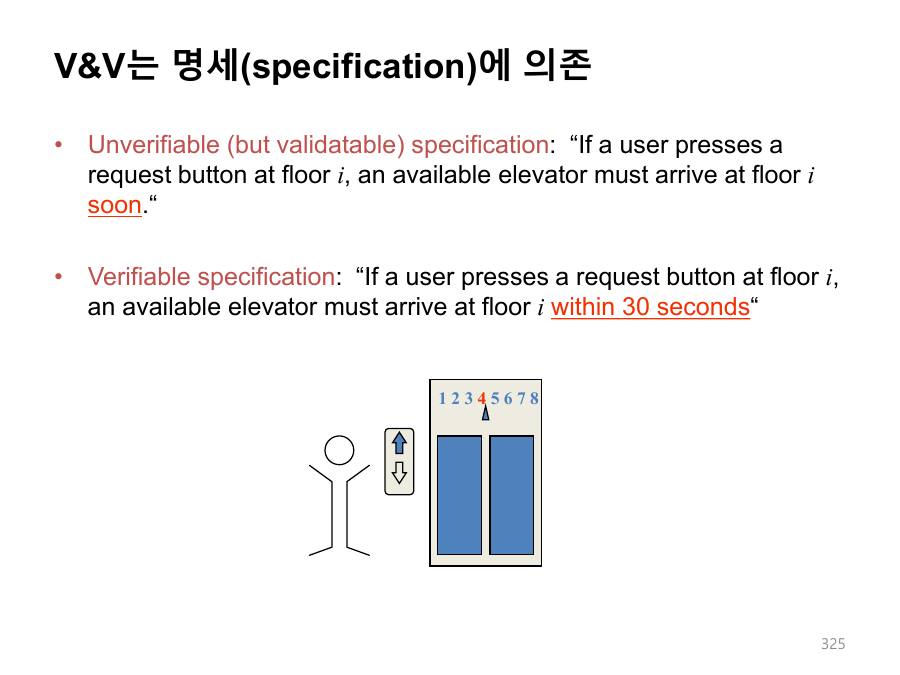 V&V는 명세(specification)에 의존
• Unverifiable (but validatable) specification:  “If a user presses a
request button at floor i, an available elevator must arrive at floor i
soon.“
• Verifiable specification:  “If a user presses a request button at floor i,
an available elevator must arrive at floor i within 30 seconds“
1 2 3 4 5 6 7 8
325